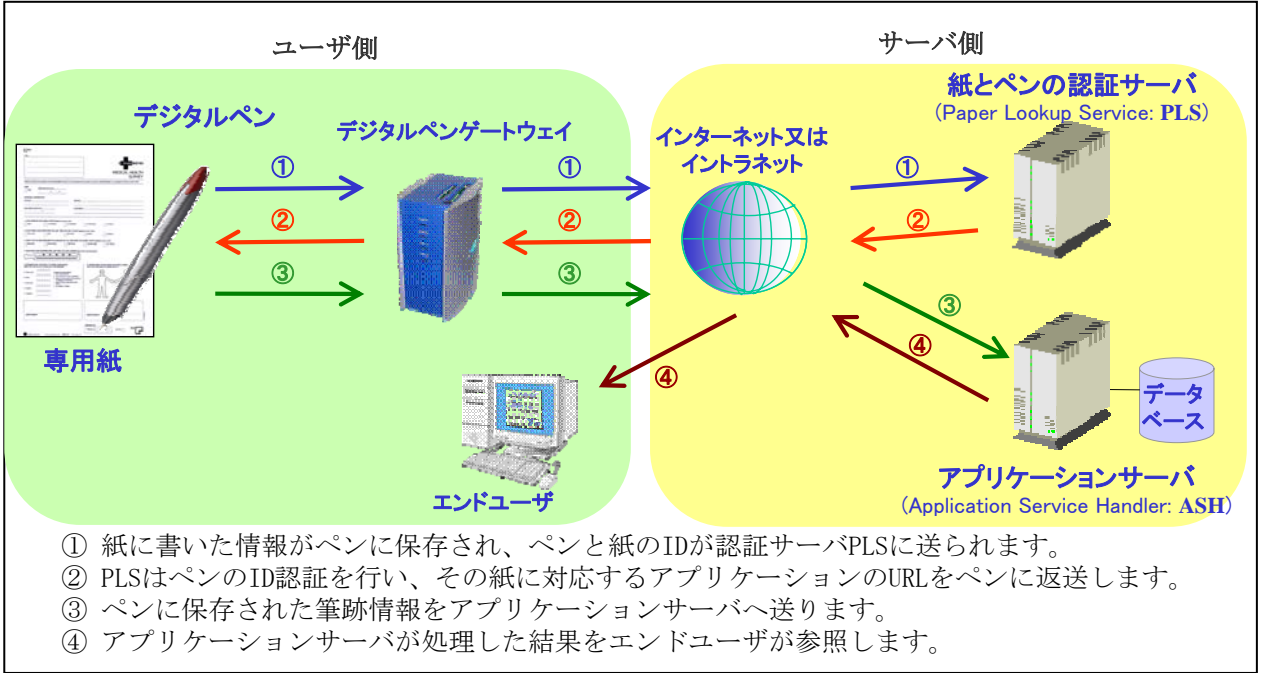 ユーザ側
サーバ側
デジタルペン
デジタルペンゲートウェイ
インターネット又は
イントラネット
紙とペンの認証サーバ
(Paper Lookup Service: PLS)
① ① ①
② ② ②
③ ③ ③
④ ④
専用紙
MEDICAL HEALTH
SURVEY
エンドユーザ
データ
ベース
アプリケーションサーバ
(Application Service Handler: ASH)
① 紙に書いた情報がペンに保存され、ペンと紙のIDが認証サーバPLSに送られます。
② PLSはペンのID認証を行い、その紙に対応するアプリケーションのURLをペンに返送します。
③ ペンに保存された筆跡情報をアプリケーションサーバへ送ります。
④ アプリケーションサーバが処理した結果をエンドユーザが参照します。